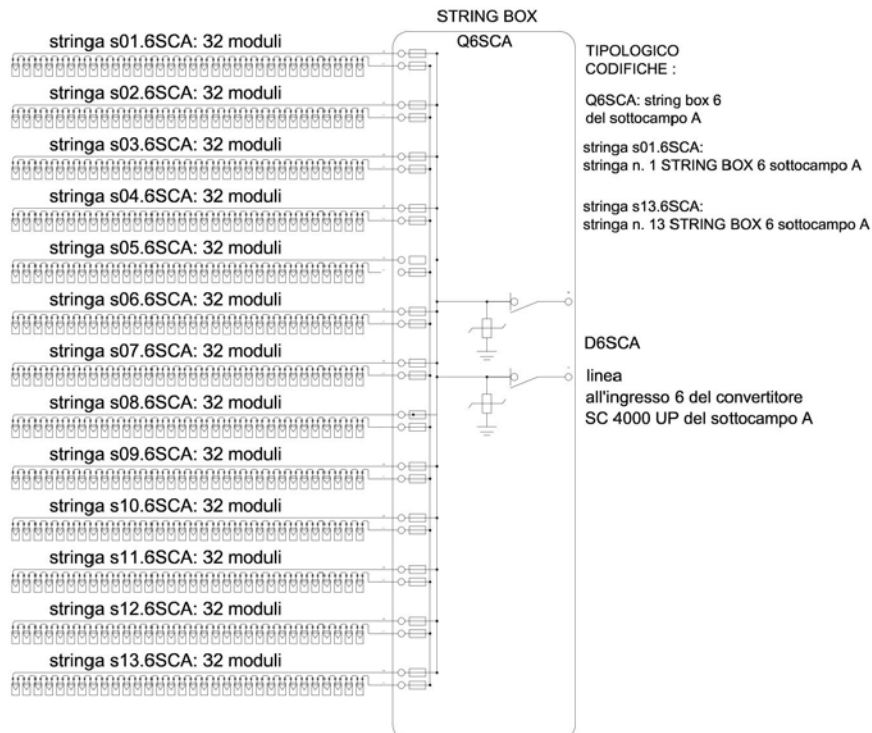 STRING BOX
Q6SCA
stringa s01.6SCA: 32 moduli
stringa s02.6SCA: 32 moduli
stringa s03.6SCA: 32 moduli
stringa s04.6SCA: 32 moduli
stringa s05.6SCA: 32 moduli
stringa s06.6SCA: 32 moduli
stringa s07.6SCA: 32 moduli
stringa s08.6SCA: 32 moduli
stringa s09.6SCA: 32 moduli
stringa s10.6SCA: 32 moduli
stringa s11.6SCA: 32 moduli
stringa s12.6SCA: 32 moduli
stringa s13.6SCA: 32 moduli
TIPOLOGICO
CODIFICHE :
Q6SCA: string box 6
del sottocampo A
stringa s01.6SCA:
stringa n. 1 STRING BOX 6 sottocampo A
stringa s13.6SCA:
stringa n. 13 STRING BOX 6 sottocampo A
D6SCA
linea
all'ingresso 6 del convertitore
SC 4000 UP del sottocampo A